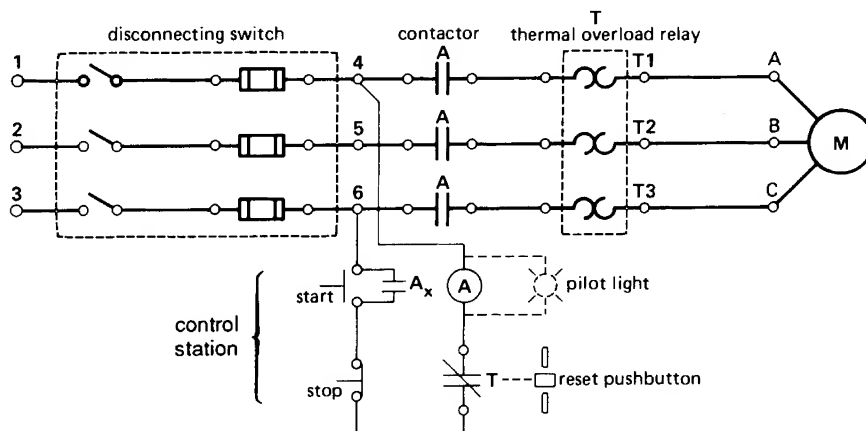 T
disconnecting switch contactor thermal overload relay
1 4 A T1 A
2 5 A T2 B M
3 6 A T3 C
start Ax A pilot light
control
station
stop T reset pushbutton